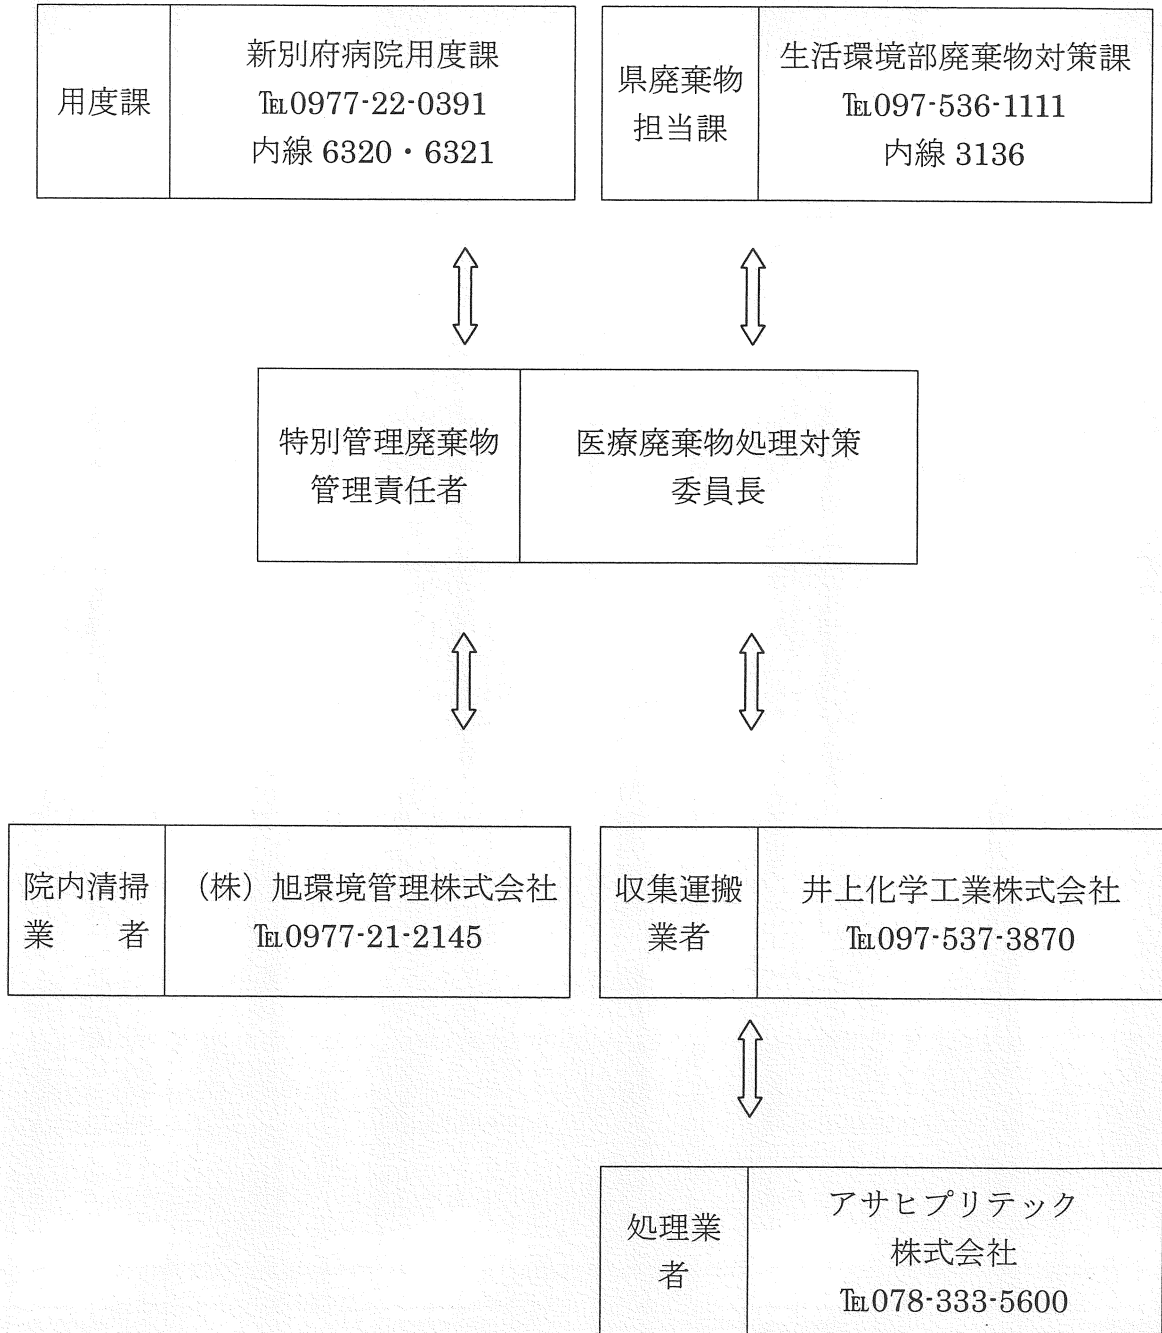 用度課
新別府病院用度課
℡0977-22-0391
内線 6320・6321
県廃棄物
担当課
生活環境部廃棄物対策課
℡097-536-1111
内線 3136
特別管理廃棄物
管理責任者
医療廃棄物処理対策
委員長
院内清掃
業　　者
（株）旭環境管理株式会社
℡0977-21-2145
収集運搬
業者
井上化学工業株式会社
℡097-537-3870
処理業
者
アサヒプリテック
株式会社
℡078-333-5600